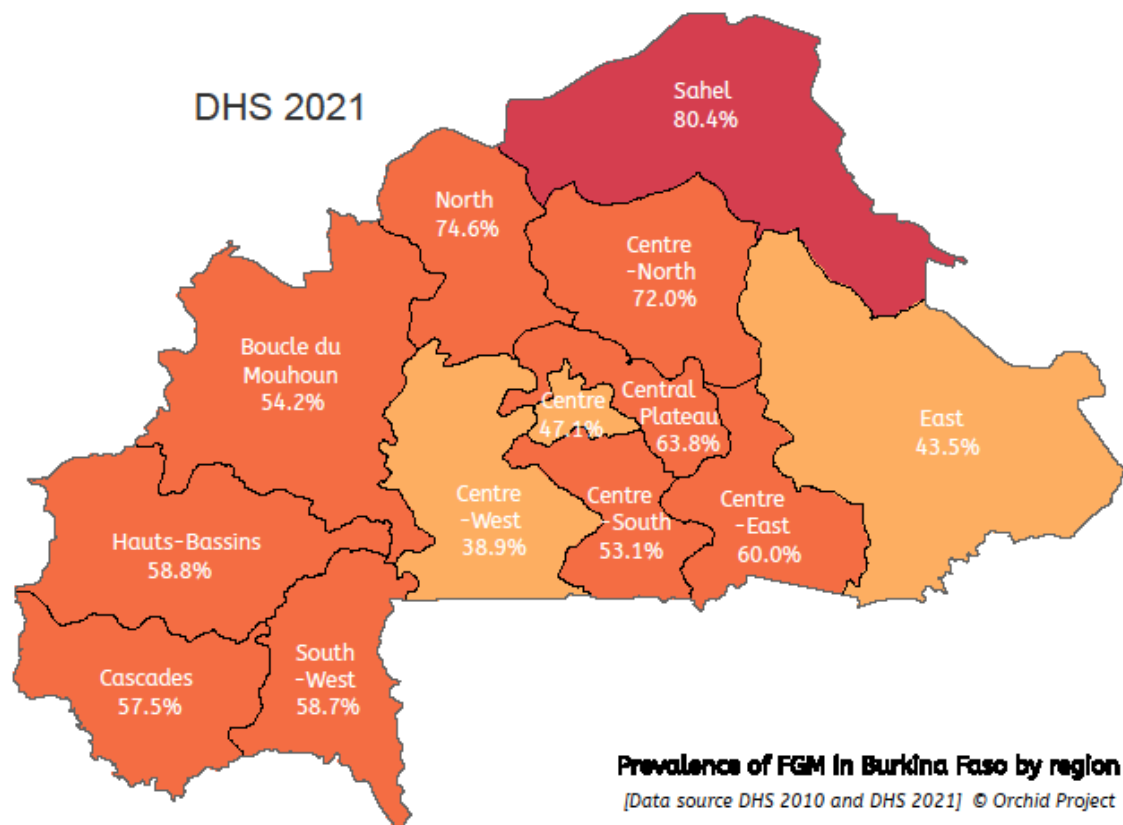 DHS 2021
Sahel
80.4%
North
74.6%
Centre
-North
72.0%
Boucle du
Mouhoun
54.2%
Central
Plateau
63.8%
Centre
47.1%
East
43.5%
Centre
-West
38.9%
Centre
-South
53.1%
Centre
-East
60.0%
Hauts-Bassins
58.8%
Cascades
57.5%
South
-West
58.7%
Prevalence of FGM in Burkina Faso by region
[Data source DHS 2010 and DHS 2021] © Orchid Project